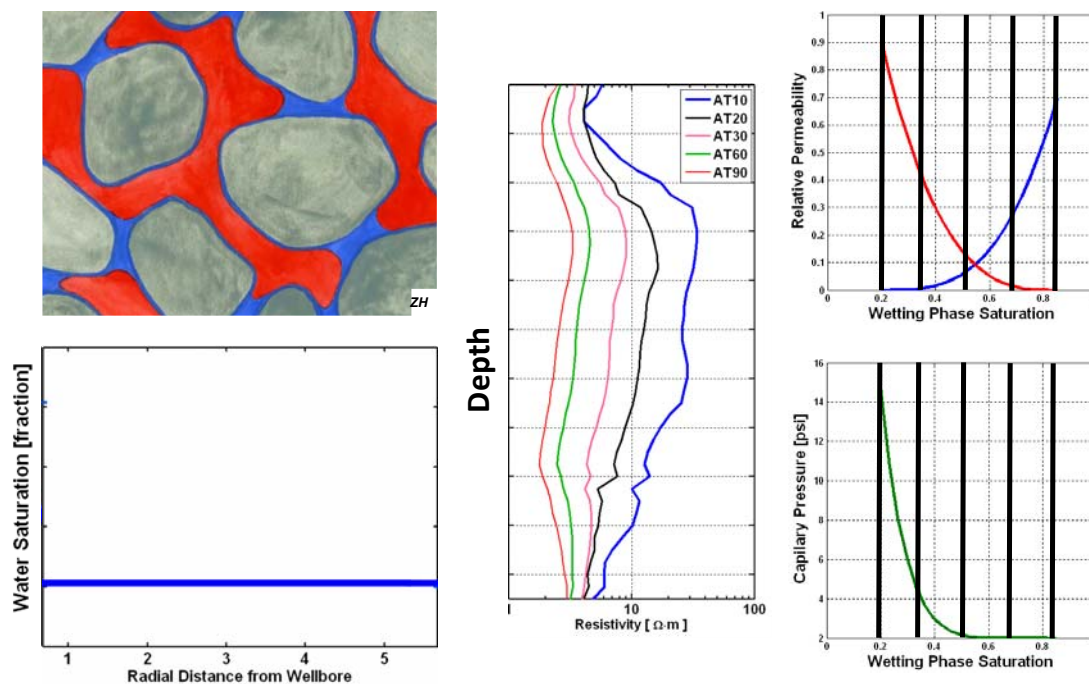 ZH
Water Saturation [fraction]
1 2 3 4 5
Radial Distance from Wellbore
Depth
AT10
AT20
AT30
AT60
AT90
1 10 100
Resistivity [ Ω·m ]
Relative Permeability
1
0.9
0.8
0.7
0.6
0.5
0.4
0.3
0.2
0.1
0
0 0.2 0.4 0.6 0.8
Wetting Phase Saturation
Capilary Pressure [psi]
16
14
12
10
8
6
4
2
0 0.2 0.4 0.6 0.8
Wetting Phase Saturation